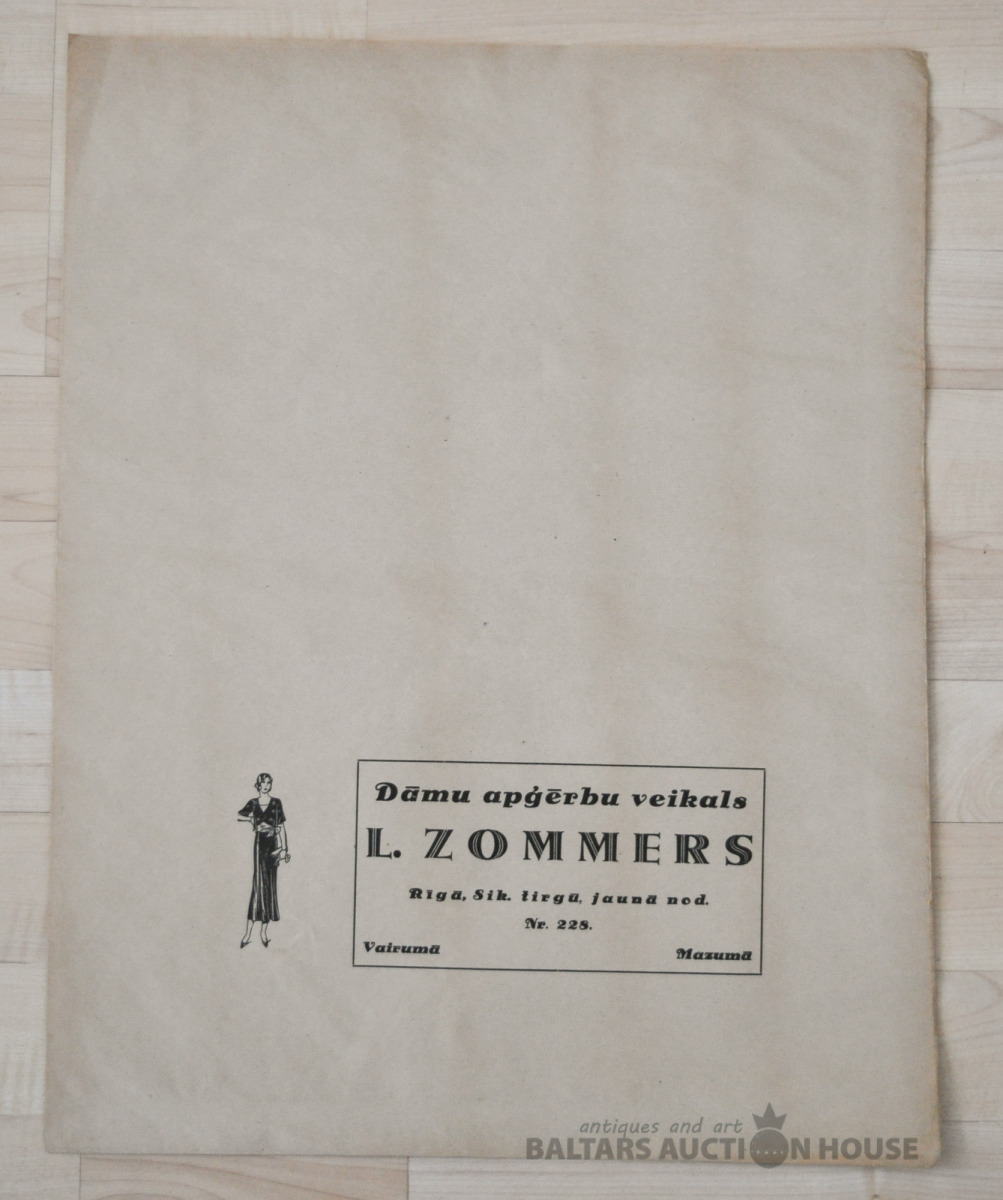 Dāmu apģērbu veikals
L. ZOMMERS
Rīgā, Sik. tirgū, jaunā nod.
Nr. 228.
Vairumā Mazumā
antiques and art
BALTARS AUCTION HOUSE